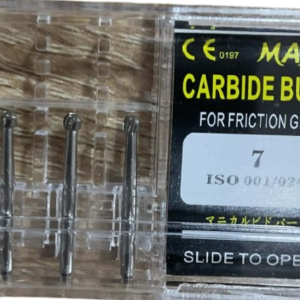 CE 0197 MA
CARBIDE BU
FOR FRICTION G
7
ISO 001/02
マニカルビドバー
SLIDE TO OPE